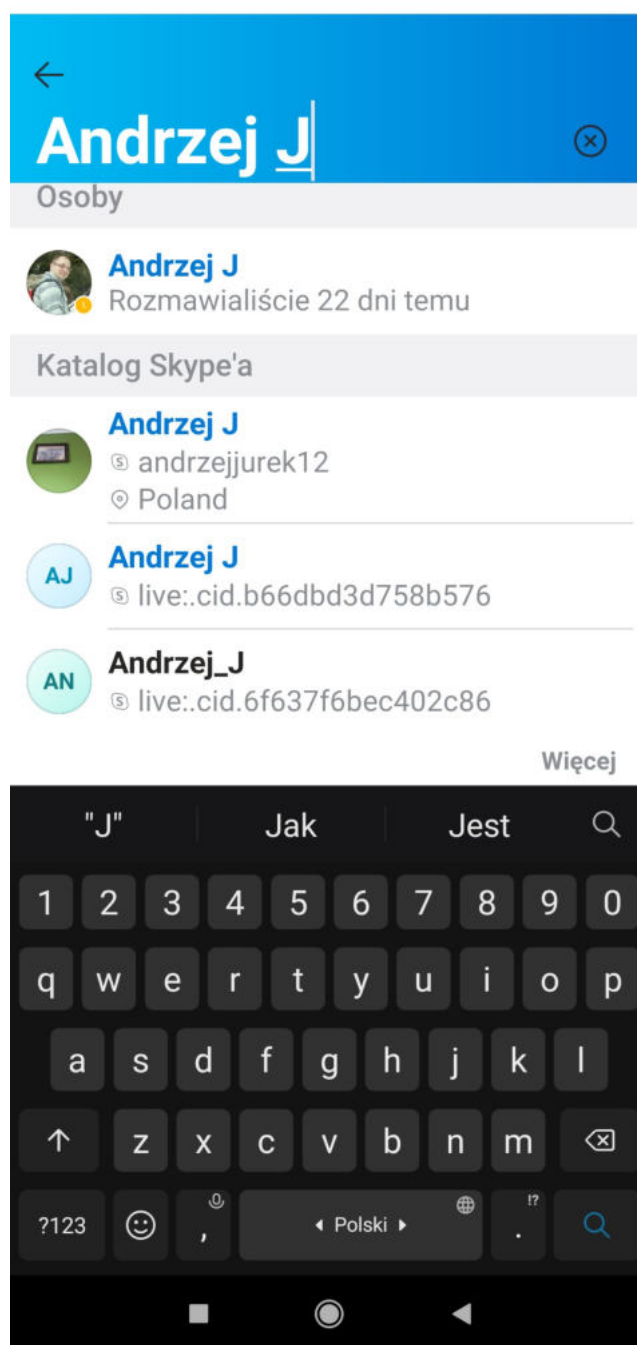 Andrzej J
Osoby
Andrzej J
Rozmawialiście 22 dni temu
Katalog Skype'a
Andrzej J
andrzejjurek12
Poland
AJ
Andrzej J
live:.cid.b66dbd3d758b576
AN
Andrzej_J
live:.cid.6f637f6bec402c86
Więcej
"J" Jak Jest
1 2 3 4 5 6 7 8 9 0
q w e r t y u i o p
a s d f g h j k l
z x c v b n m
?123 , Polski . !?